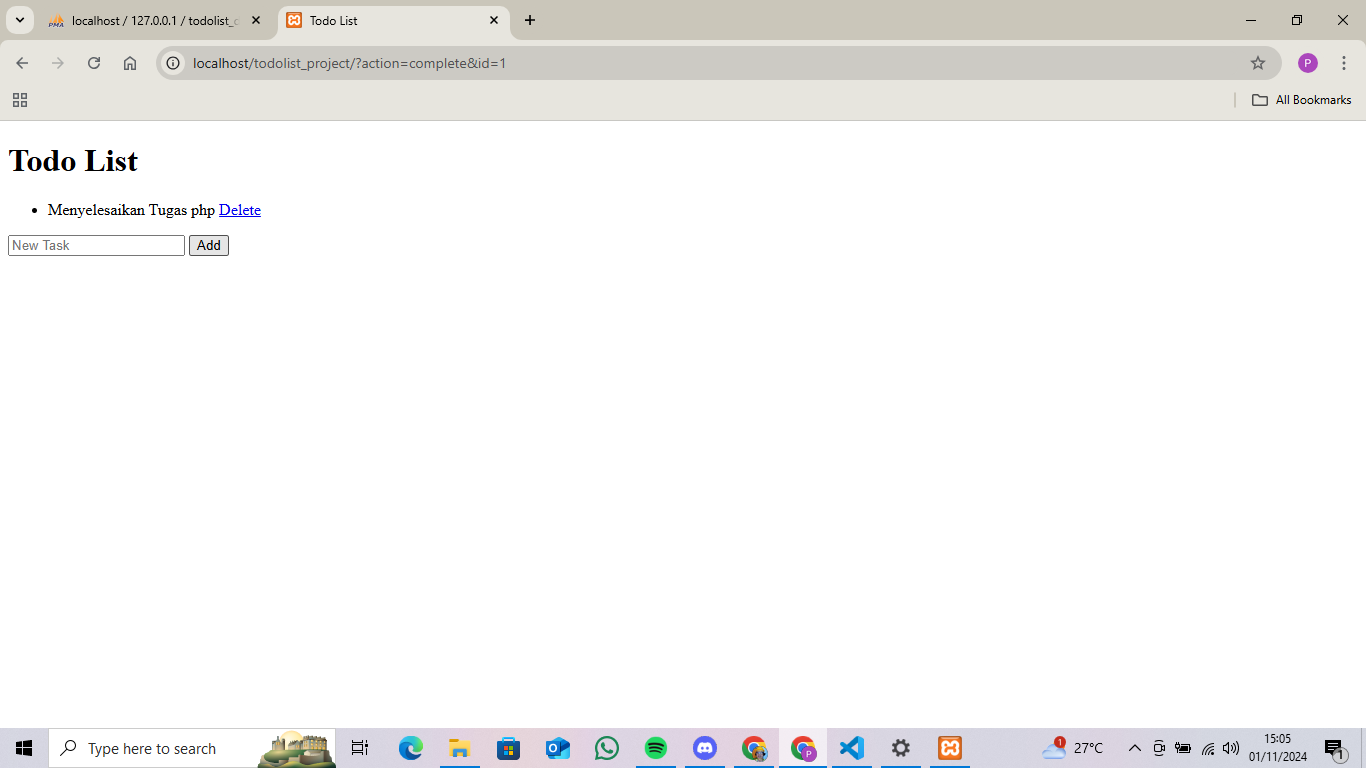 localhost / 127.0.0.1 / todolist_
Todo List
localhost/todolist_project/?action=complete&id=1
P
All Bookmarks
Todo List
Menyelesaikan Tugas php Delete
New Task Add
Type here to search
P
1
27°C
15:05
01/11/2024
1